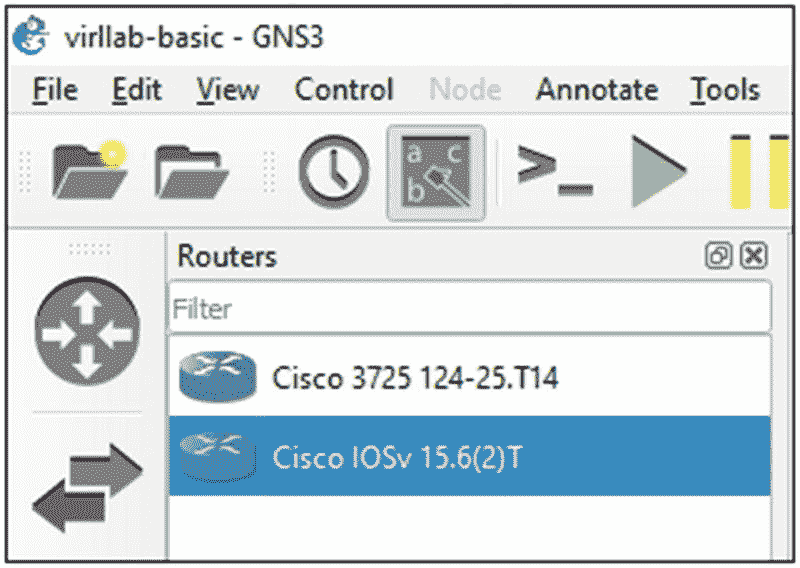 virllab-basic - GNS3
File Edit View Control Node Annotate Tools
a c
b
>_
Routers
Filter
Cisco 3725 124-25.T14
Cisco IOSv 15.6(2)T